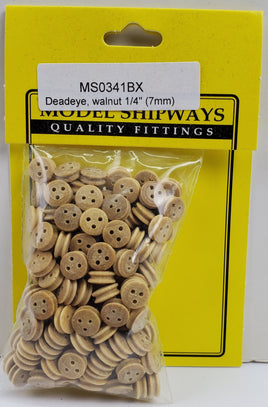 MS0341BX
Deadeye, walnut 1/4" (7mm)
MODEL SHIPWAYS
QUALITY FITTINGS